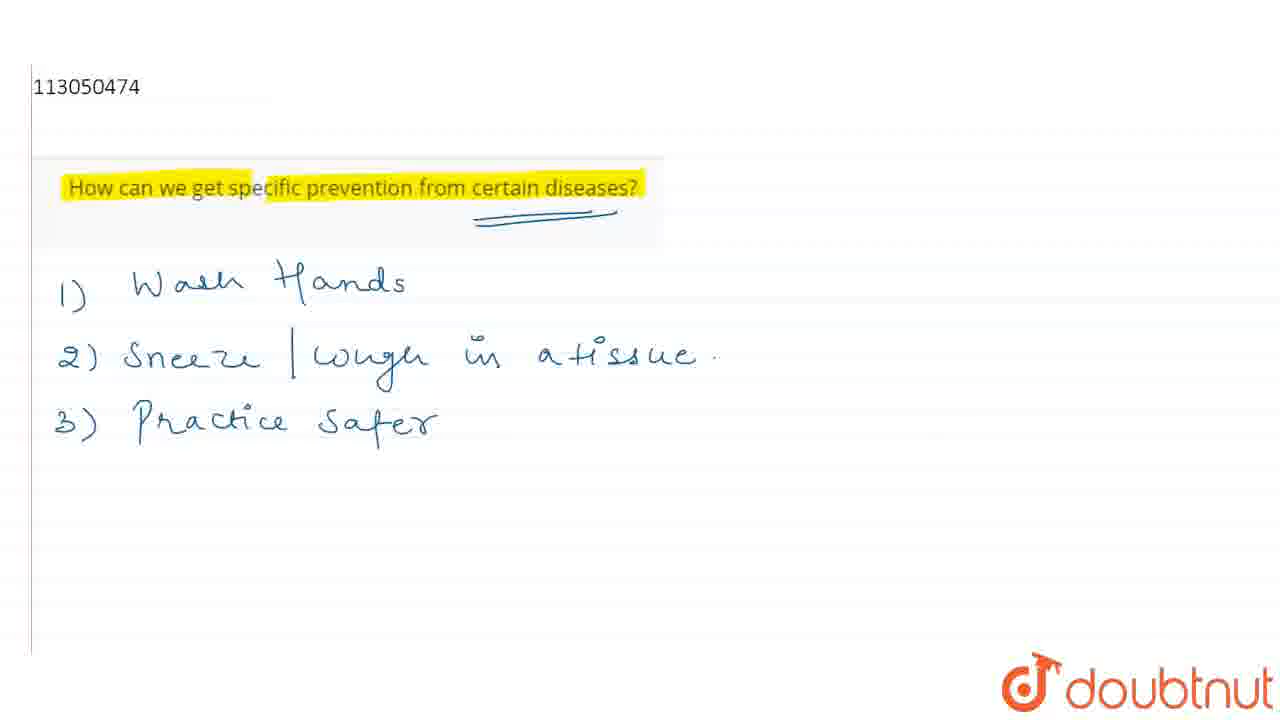 113050474
How can we get specific prevention from certain diseases?
1) Wash Hands
2) Sneeze | Cough in a tissue.
3) Practice Safer
doubtnut